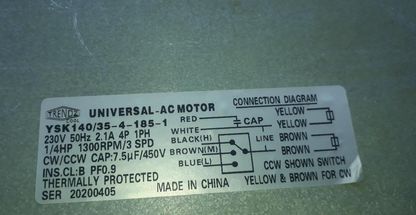 TRENDZ
COOL
UNIVERSAL-AC MOTOR
YSK140/35-4-185-1
230V 50Hz 2.1A 4P 1PH
1/4HP 1300RPM/3 SPD
CW/CCW CAP:7.5µF/450V
INS.CL:B PF0.9
THERMALLY PROTECTED
SER 20200405
MADE IN CHINA
CONNECTION DIAGRAM
RED
CAP
YELLOW
YELLOW
WHITE
BLACK(H)
LINE
BROWN
BROWN(M)
BROWN
BLUE(L)
CCW SHOWN SWITCH
YELLOW & BROWN FOR CW